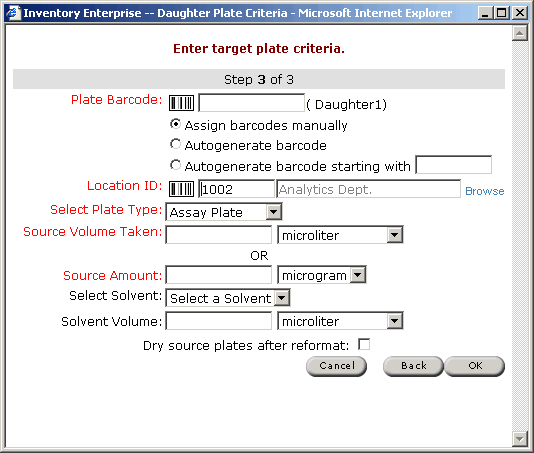 Inventory Enterprise -- Daughter Plate Criteria - Microsoft Internet Explorer
Enter target plate criteria.
Step 3 of 3
Plate Barcode: ( Daughter1)
Assign barcodes manually
Autogenerate barcode
Autogenerate barcode starting with
Location ID: 1002 Analytics Dept. Browse
Select Plate Type: Assay Plate
Source Volume Taken: microliter
OR
Source Amount: microgram
Select Solvent: Select a Solvent
Solvent Volume: microliter
Dry source plates after reformat:
Cancel Back OK